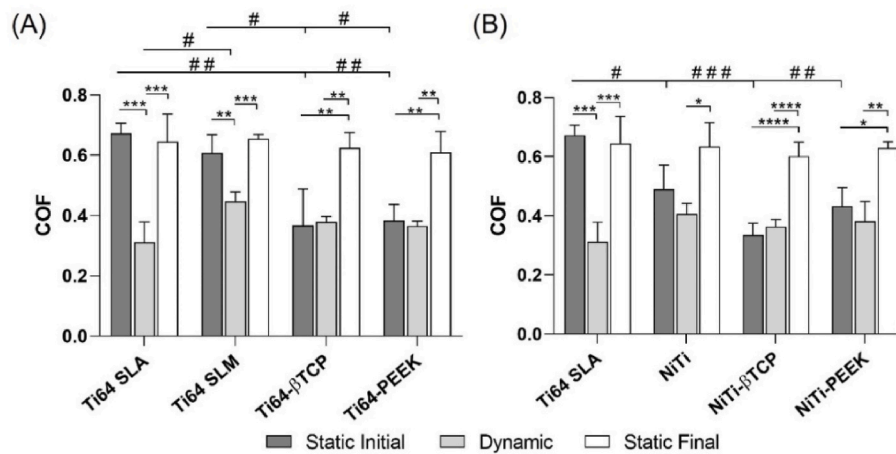 (A)
#
#
#
##
##
***
***
**
***
**
**
**
**
COF
0.8
0.6
0.4
0.2
0.0
Ti64 SLA
Ti64 SLM
Ti64-βTCP
Ti64-PEEK
(B)
#
###
##
***
***
*
****
****
**
*
COF
0.8
0.6
0.4
0.2
0.0
Ti64 SLA
NiTi
NiTi-βTCP
NiTi-PEEK
Static Initial
Dynamic
Static Final